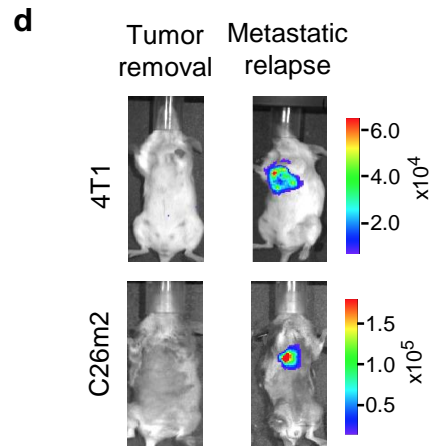 d
Tumor removal
Metastatic relapse
4T1
6.0
4.0
2.0
x10⁴
C26m2
1.5
1.0
0.5
x10⁵